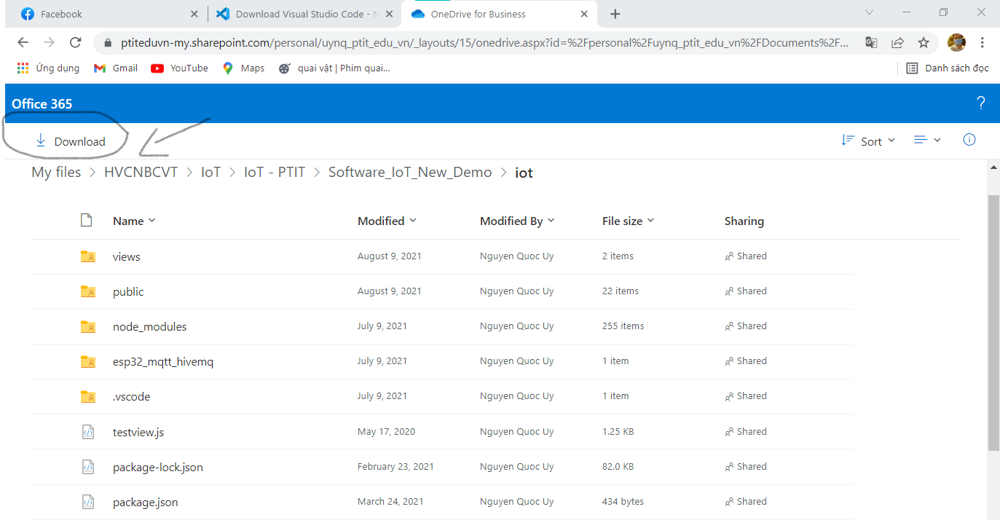 Facebook
Download Visual Studio Code - M
OneDrive for Business
ptiteduvn-my.sharepoint.com/personal/uynq_ptit_edu_vn/_layouts/15/onedrive.aspx?id=%2Fpersonal%2Fuynq_ptit_edu_vn%2FDocuments%2F...
Ứng dụng Gmail YouTube Maps quai vật | Phim quai... Danh sách đọc
Office 365 ?
Download Sort
My files > HVCNBCVT > IoT > IoT - PTIT > Software_IoT_New_Demo > iot
Name Modified Modified By File size Sharing
views August 9, 2021 Nguyen Quoc Uy 2 items Shared
public August 9, 2021 Nguyen Quoc Uy 22 items Shared
node_modules July 9, 2021 Nguyen Quoc Uy 255 items Shared
esp32_mqtt_hivemq July 9, 2021 Nguyen Quoc Uy 1 item Shared
.vscode July 9, 2021 Nguyen Quoc Uy 1 item Shared
testview.js May 17, 2020 Nguyen Quoc Uy 1.25 KB Shared
package-lock.json February 23, 2021 Nguyen Quoc Uy 82.0 KB Shared
package.json March 24, 2021 Nguyen Quoc Uy 434 bytes Shared